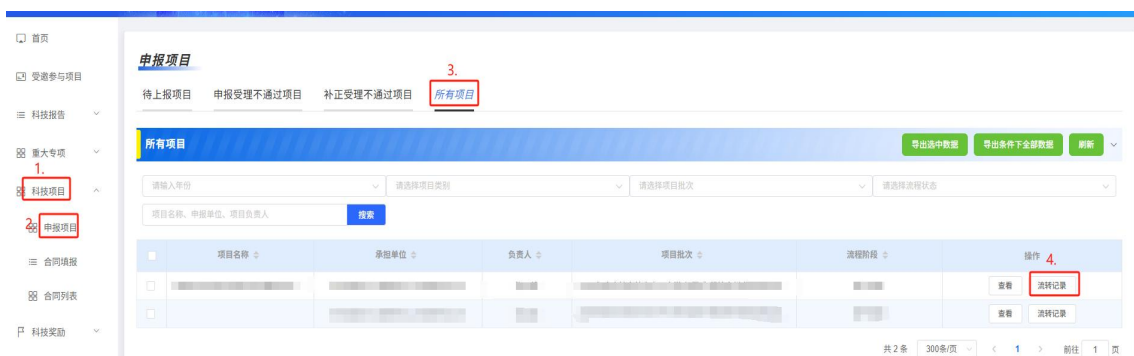 首页
受邀参与项目
科技报告
重大专项
1.
科技项目
2.
申报项目
合同填报
合同列表
科技奖励
申报项目
3.
待上报项目 申报受理不通过项目 补正受理不通过项目 所有项目
所有项目 导出选中数据 导出条件下全部数据 刷新
请输入年份 请选择项目类别 请选择项目批次 请选择流程状态
项目名称、申报单位、项目负责人 搜索
项目名称 承担单位 负责人 项目批次 流程阶段 操作 4.
查看 流转记录
查看 流转记录
共 2 条 300条/页 1 前往 1 页